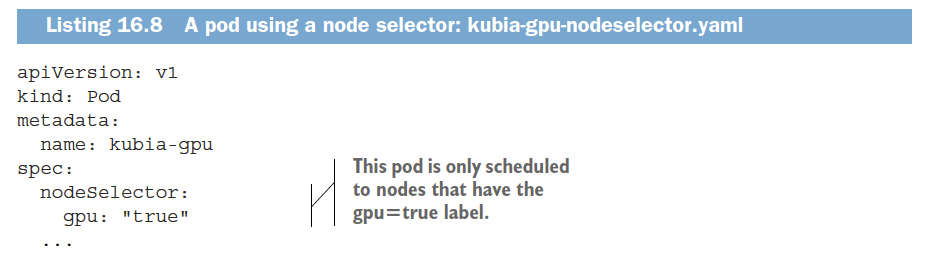 Listing 16.8 A pod using a node selector: kubia-gpu-nodeselector.yaml
apiVersion: v1
kind: Pod
metadata:
  name: kubia-gpu
spec:
  nodeSelector:
    gpu: "true"
  ...
This pod is only scheduled
to nodes that have the
gpu=true label.